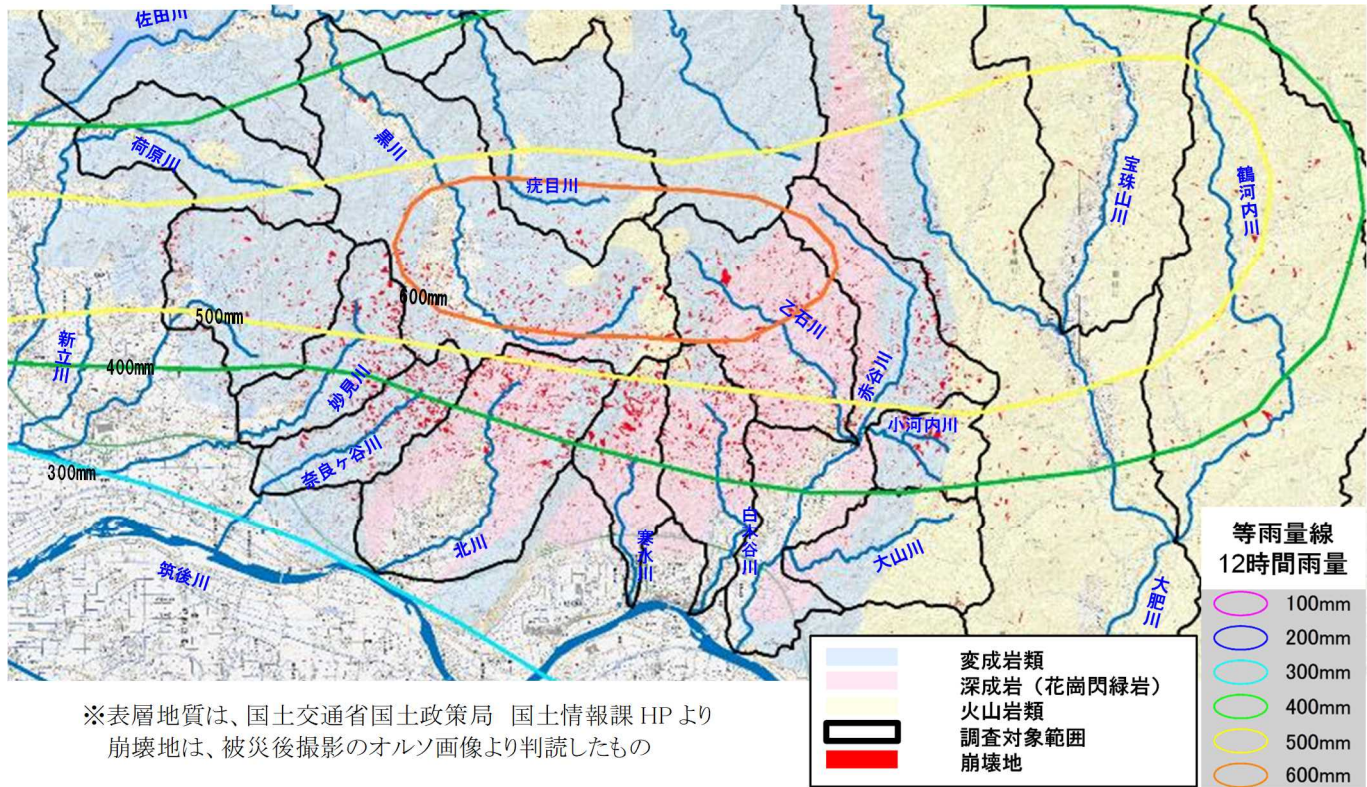 佐田川
荷原川
黒川
疣目川
宝珠山川
鶴河内川
600mm
乙石川
500mm
新立川
400mm
妙見川
赤谷川
小河内川
奈良ヶ谷川
300mm
北川
寒水川
白木谷川
大山川
筑後川
大肥川
等雨量線
12時間雨量
100mm
200mm
300mm
400mm
500mm
600mm
変成岩類
深成岩（花崗閃緑岩）
火山岩類
調査対象範囲
崩壊地
※表層地質は、国土交通省国土政策局 国土情報課 HP より
崩壊地は、被災後撮影のオルソ画像より判読したもの